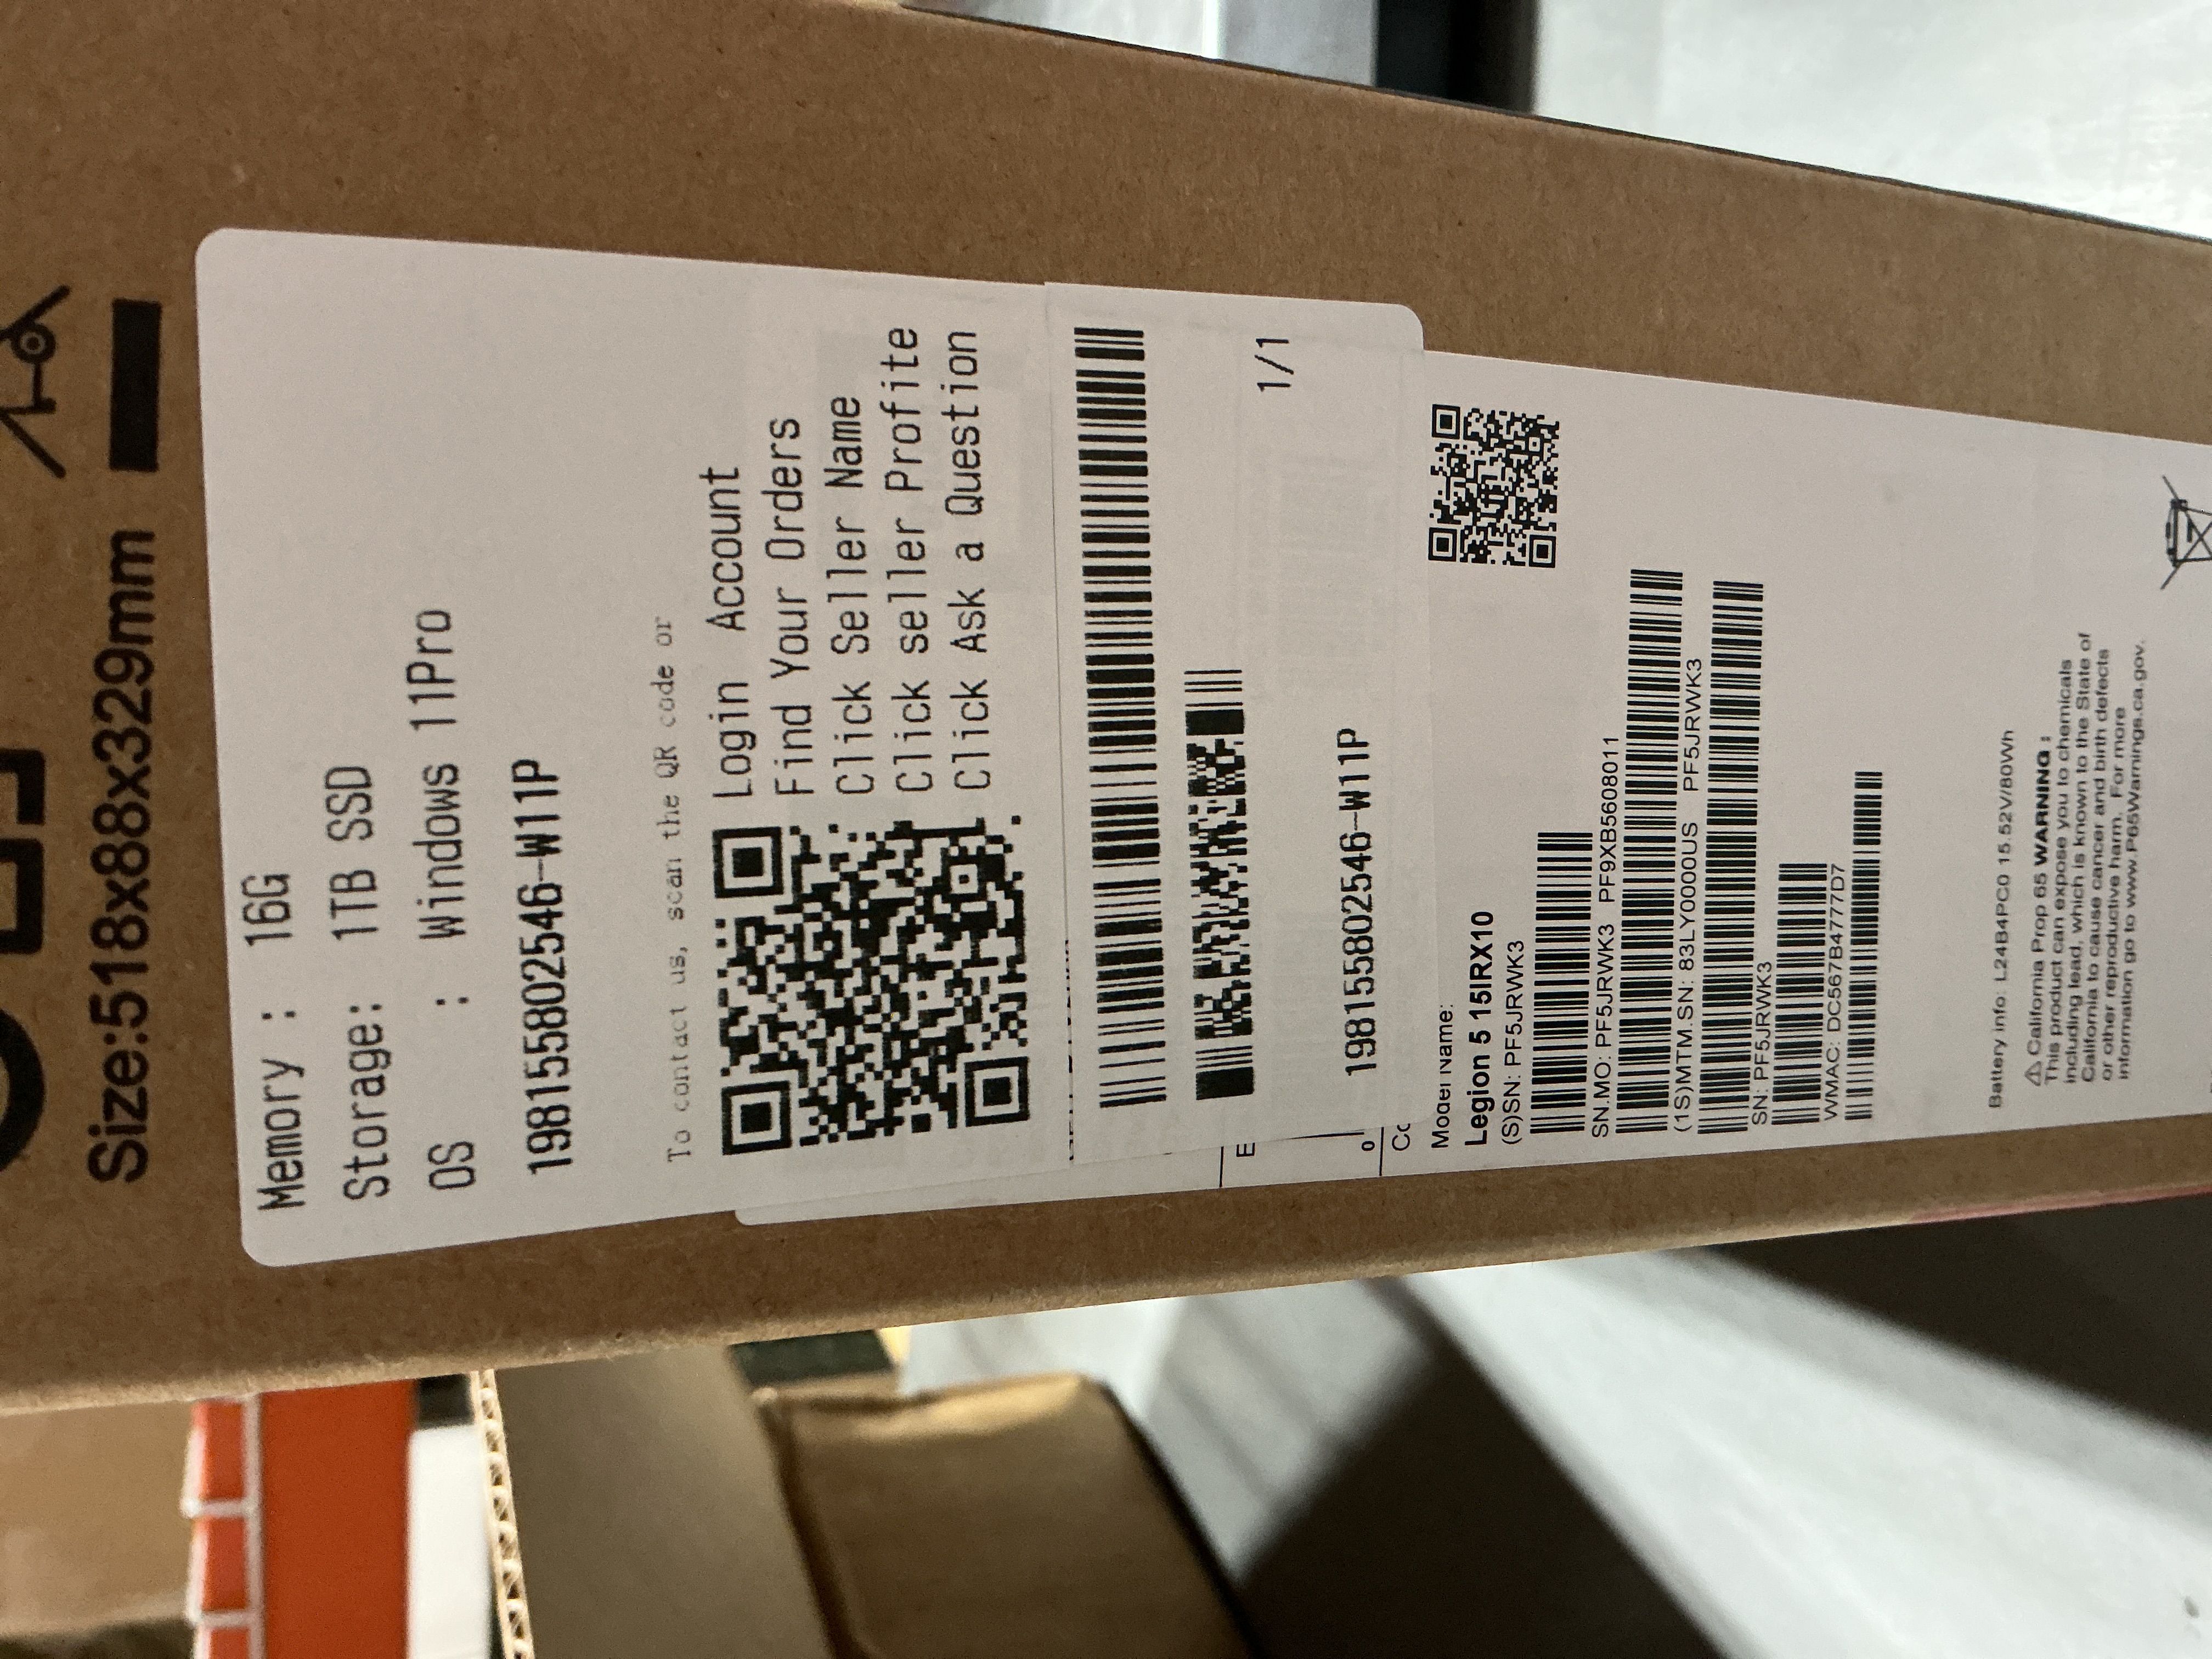 Size:518x88x329mm
Memory : 16G
Storage: 1TB SSD
OS : Windows 11Pro
198155802546-W11P
To contact us, scan the QR code or
Login Account
Find Your Orders
Click Seller Name
Click seller Profite
Click Ask a Question
1/1
198155802546-W11P
Model Name:
Legion 5 15IRX10
(S)SN: PF5JRWK3
SN.MO: PF5JRWK3 PF9XB5608011
(1S)MTM.SN: 83LY0000US PF5JRWK3
SN: PF5JRWK3
WMAC: DC567B4777D7
Battery info: L24B4PC0 15.52V/80Wh
⚠ California Prop 65 WARNING :
This product can expose you to chemicals
including lead, which is known to the State of
California to cause cancer and birth defects
or other reproductive harm. For more
information go to www.P65Warnings.ca.gov.